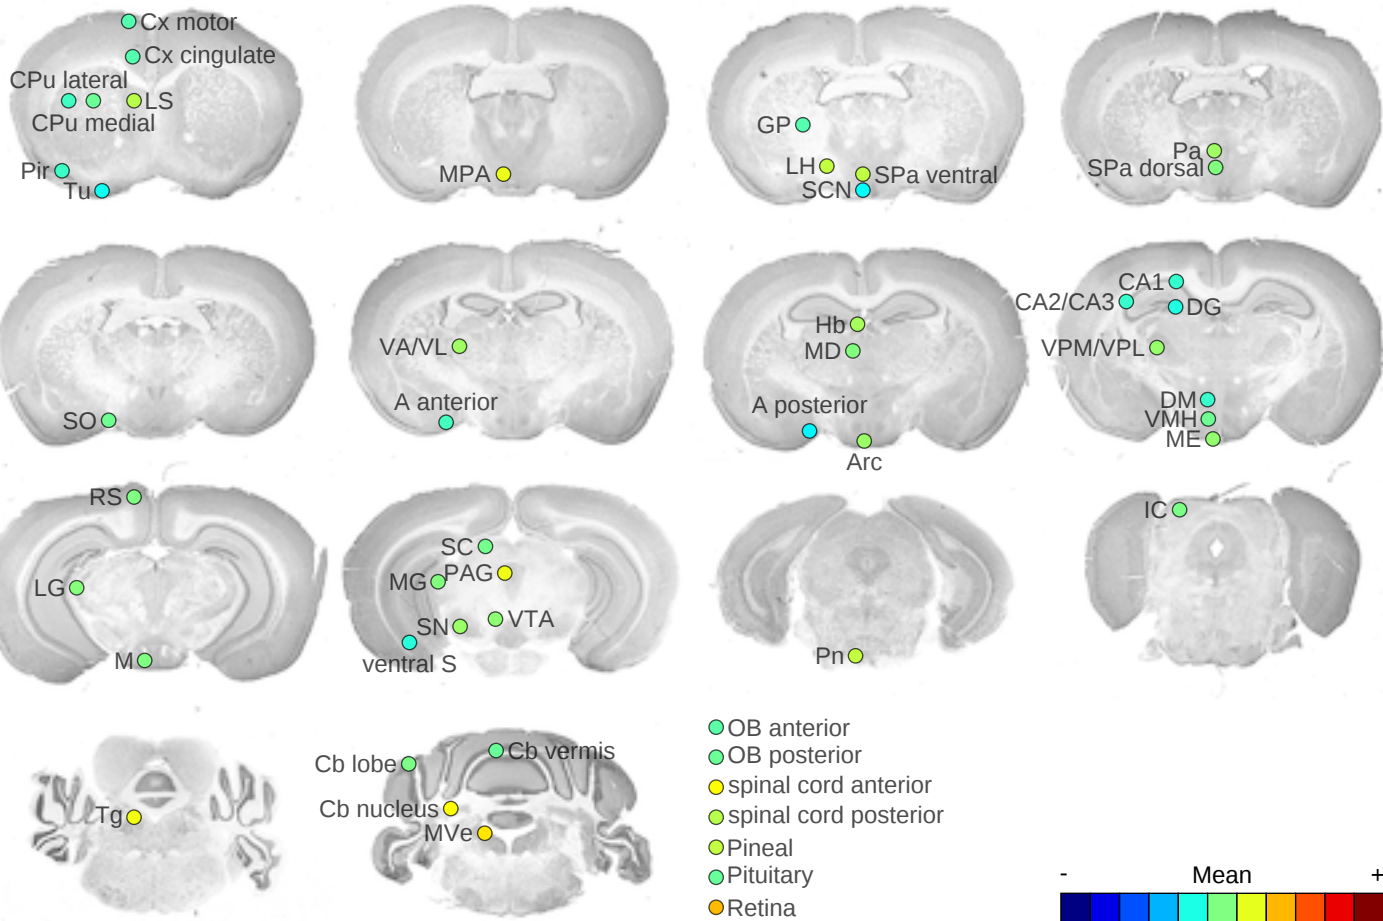 Cx motor
Cx cingulate
CPu lateral
LS
CPu medial
Pir
Tu
MPA
GP
LH
SPa ventral
SCN
Pa
SPa dorsal
SO
VA/VL
A anterior
Hb
MD
A posterior
Arc
CA1
CA2/CA3
DG
VPM/VPL
DM
VMH
ME
RS
LG
M
SC
PAG
MG
VTA
SN
ventral S
Pn
IC
Tg
Cb vermis
Cb lobe
Cb nucleus
MVe
OB anterior
OB posterior
spinal cord anterior
spinal cord posterior
Pineal
Pituitary
Retina
- Mean +